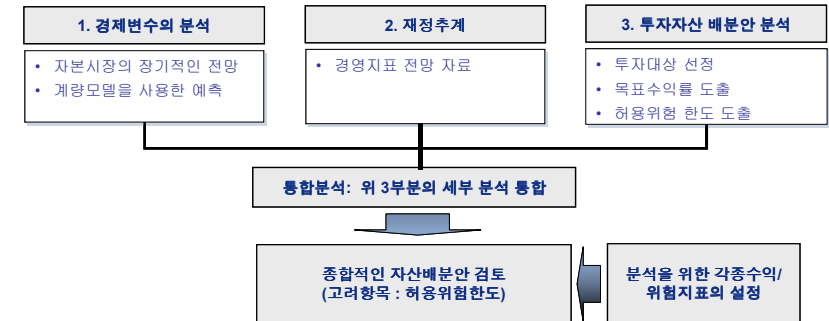 1. 경제변수의 분석
• 자본시장의 장기적인 전망
• 계량모델을 사용한 예측
2. 재정추계
• 경영지표 전망 자료
3. 투자자산 배분안 분석
• 투자대상 선정
• 목표수익률 도출
• 허용위험 한도 도출
통합분석: 위 3부분의 세부 분석 통합
종합적인 자산배분안 검토
(고려항목 : 허용위험한도)
분석을 위한 각종수익/
위험지표의 설정